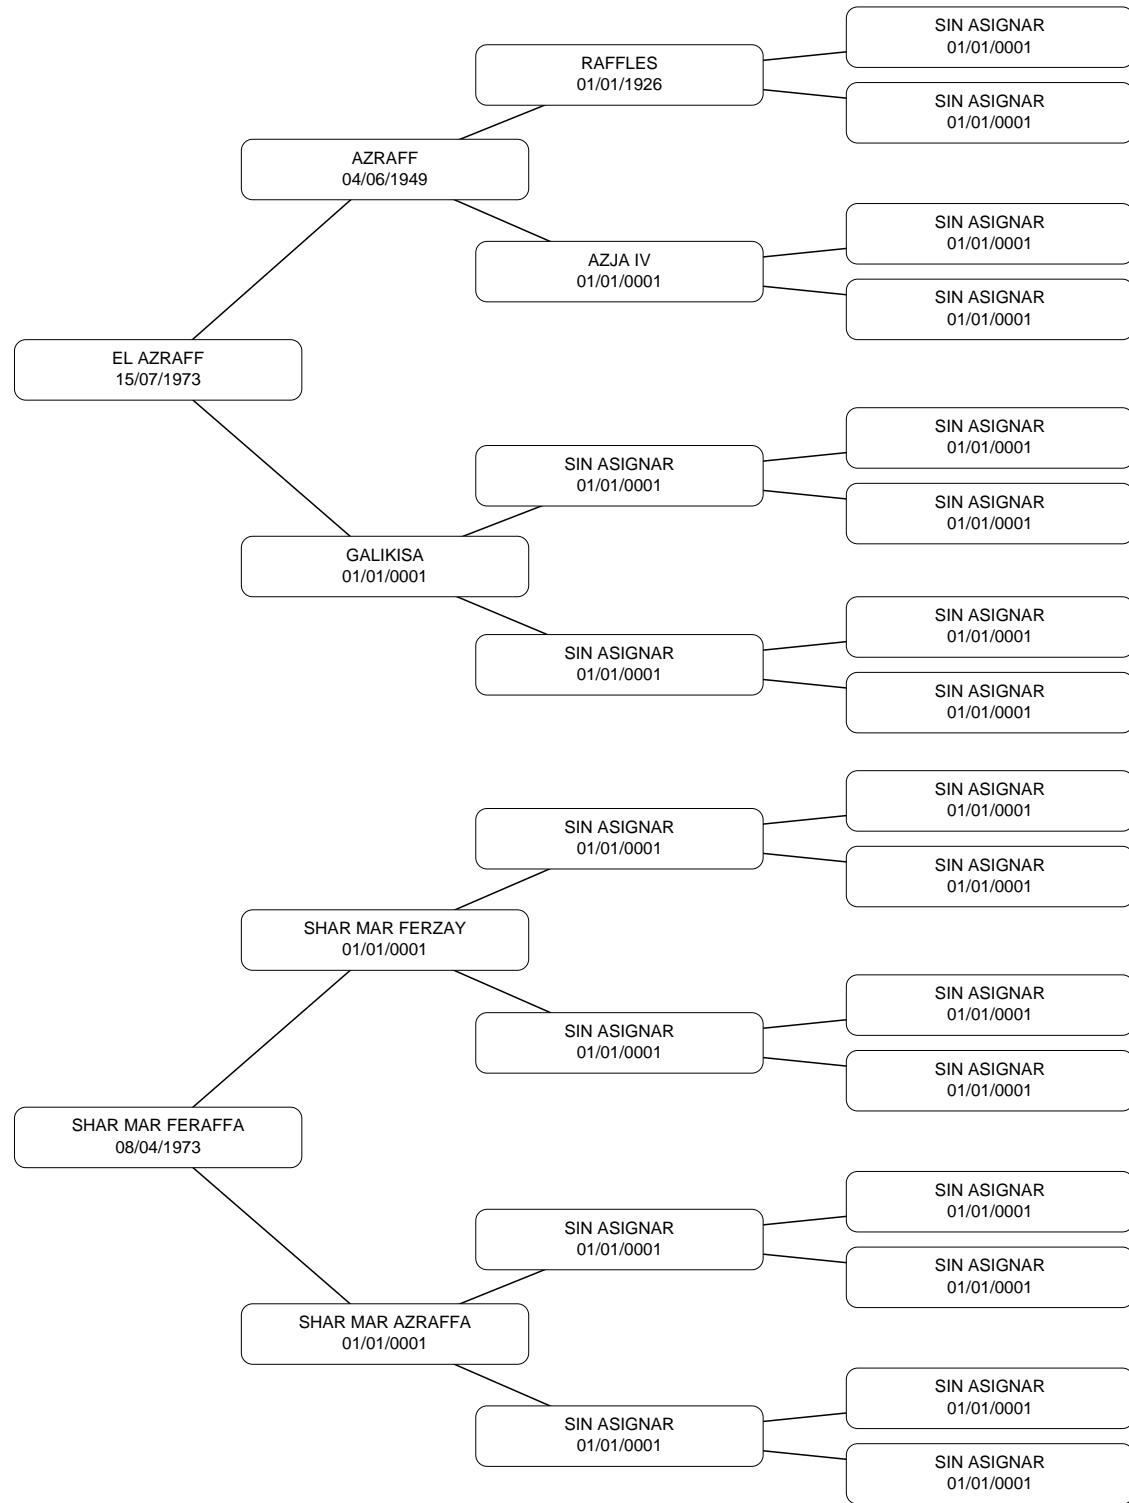 SIN ASIGNAR
01/01/0001
RAFFLES
01/01/1926
SIN ASIGNAR
01/01/0001
AZRAFF
04/06/1949
SIN ASIGNAR
01/01/0001
AZJA IV
01/01/0001
SIN ASIGNAR
01/01/0001
EL AZRAFF
15/07/1973
SIN ASIGNAR
01/01/0001
SIN ASIGNAR
01/01/0001
SIN ASIGNAR
01/01/0001
GALIKISA
01/01/0001
SIN ASIGNAR
01/01/0001
SIN ASIGNAR
01/01/0001
SIN ASIGNAR
01/01/0001
SIN ASIGNAR
01/01/0001
SIN ASIGNAR
01/01/0001
SIN ASIGNAR
01/01/0001
SHAR MAR FERZAY
01/01/0001
SIN ASIGNAR
01/01/0001
SIN ASIGNAR
01/01/0001
SIN ASIGNAR
01/01/0001
SHAR MAR FERAFFA
08/04/1973
SIN ASIGNAR
01/01/0001
SIN ASIGNAR
01/01/0001
SIN ASIGNAR
01/01/0001
SHAR MAR AZRAFFA
01/01/0001
SIN ASIGNAR
01/01/0001
SIN ASIGNAR
01/01/0001
SIN ASIGNAR
01/01/0001